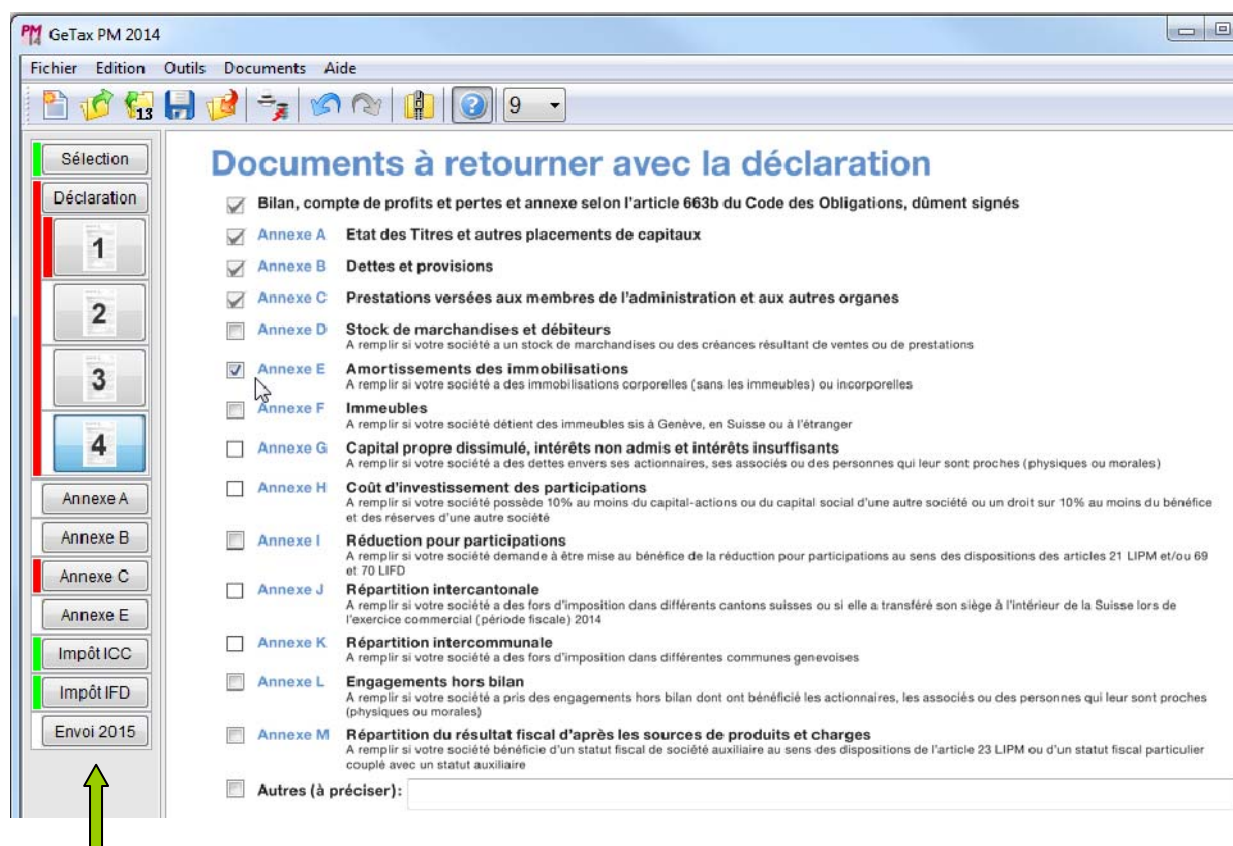 GeTax PM 2014
Fichier Edition Outils Documents Aide
13 9
Sélection
Déclaration
1
2
3
4
Annexe A
Annexe B
Annexe C
Annexe E
Impôt ICC
Impôt IFD
Envoi 2015
Documents à retourner avec la déclaration
Bilan, compte de profits et pertes et annexe selon l'article 663b du Code des Obligations, dûment signés
Annexe A Etat des Titres et autres placements de capitaux
Annexe B Dettes et provisions
Annexe C Prestations versées aux membres de l'administration et aux autres organes
Annexe D Stock de marchandises et débiteurs
A remplir si votre société a un stock de marchandises ou des créances résultant de ventes ou de prestations
Annexe E Amortissements des immobilisations
A remplir si votre société a des immobilisations corporelles (sans les immeubles) ou incorporelles
Annexe F Immeubles
A remplir si votre société détient des immeubles sis à Genève, en Suisse ou à l'étranger
Annexe G Capital propre dissimulé, intérêts non admis et intérêts insuffisants
A remplir si votre société a des dettes envers ses actionnaires, ses associés ou des personnes qui leur sont proches (physiques ou morales)
Annexe H Coût d'investissement des participations
A remplir si votre société possède 10% au moins du capital-actions ou du capital social d'une autre société ou un droit sur 10% au moins du bénéfice
et des réserves d'une autre société
Annexe I Réduction pour participations
A remplir si votre société demande à être mise au bénéfice de la réduction pour participations au sens des dispositions des articles 21 LIPM et/ou 69
et 70 LIFD
Annexe J Répartition intercantonale
A remplir si votre société a des fors d'imposition dans différents cantons suisses ou si elle a transféré son siège à l'intérieur de la Suisse lors de
l'exercice commercial (période fiscale) 2014
Annexe K Répartition intercommunale
A remplir si votre société a des fors d'imposition dans différentes communes genevoises
Annexe L Engagements hors bilan
A remplir si votre société a pris des engagements hors bilan dont ont bénéficié les actionnaires, les associés ou des personnes qui leur sont proches
(physiques ou morales)
Annexe M Répartition du résultat fiscal d'après les sources de produits et charges
A remplir si votre société bénéficie d'un statut fiscal de société auxiliaire au sens des dispositions de l'article 23 LIPM ou d'un statut fiscal particulier
couplé avec un statut auxiliaire
Autres (à préciser):